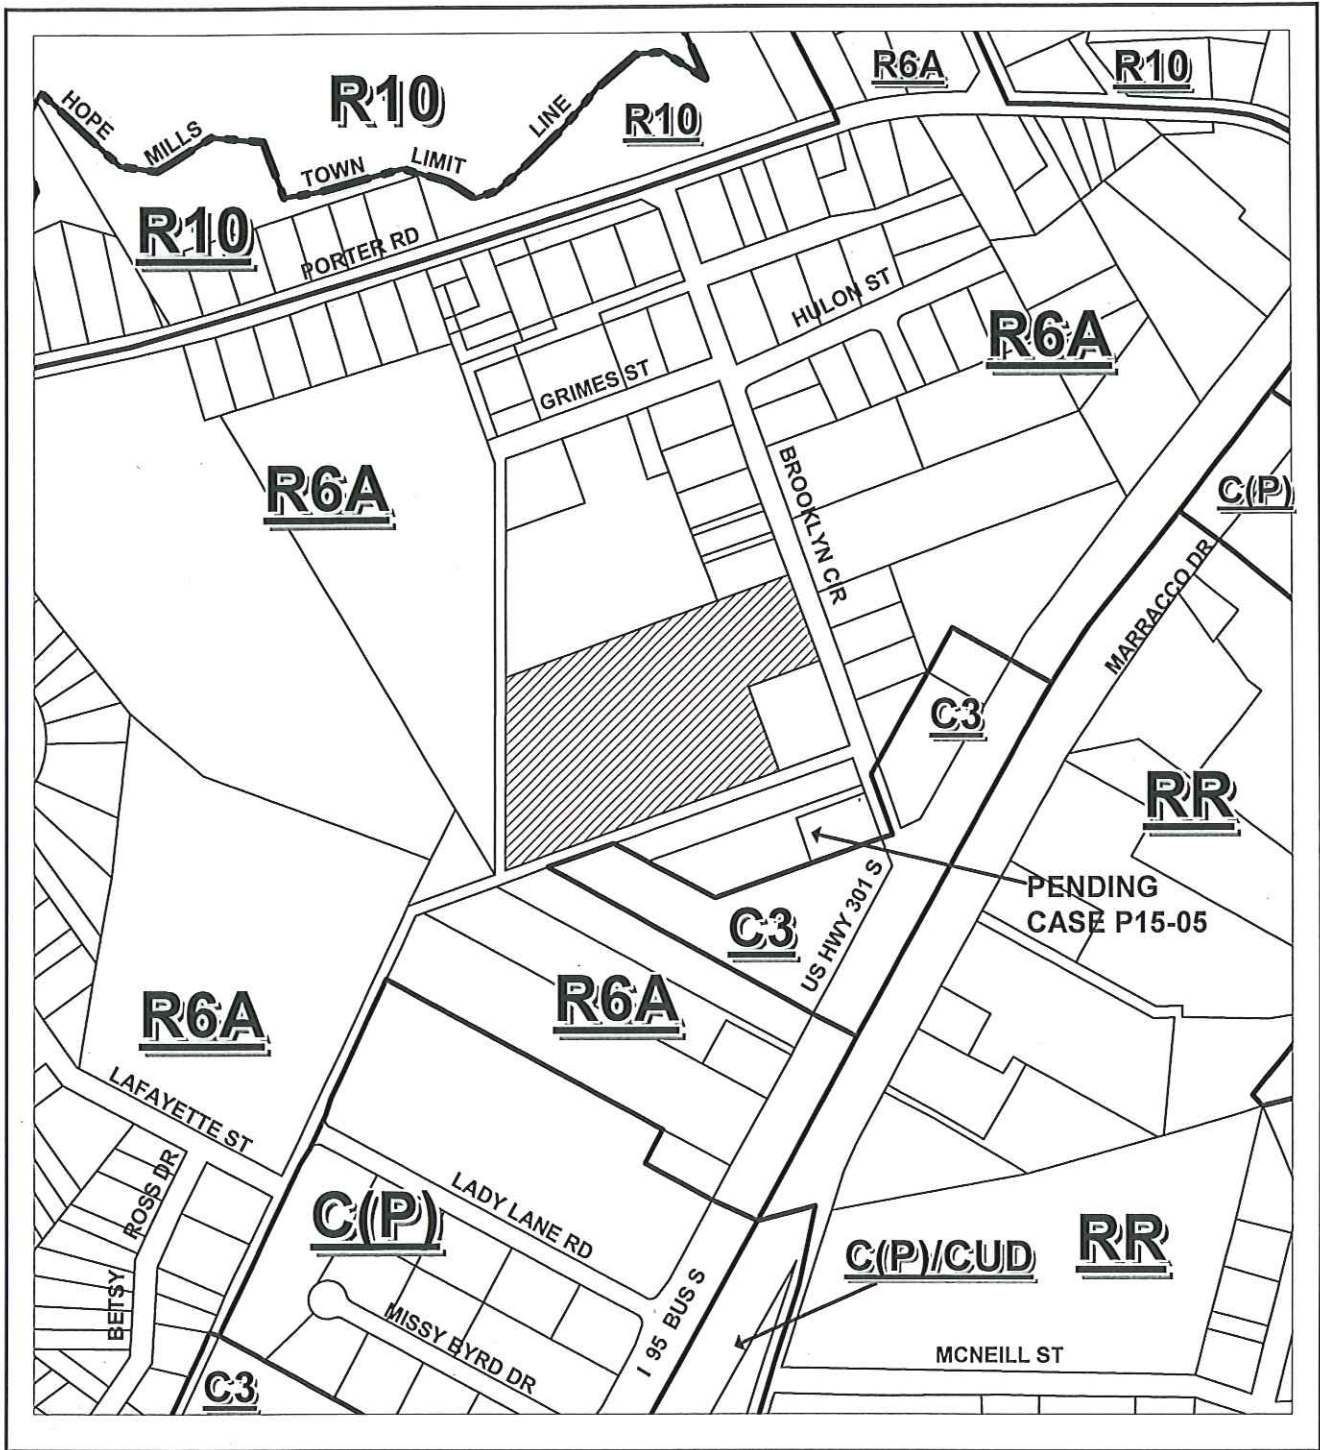 R10
R6A
R10
R10
HOPE MILLS TOWN LIMIT LINE
R10
PORTER RD
HULON ST
R6A
GRIMES ST
R6A
BROOKLYN CIR
C(P)
MARRACCO DR
C3
RR
PENDING
CASE P15-05
C3
US HWY 301 S
R6A
R6A
LAFAYETTE ST
BETSY ROSS DR
LADY LANE RD
C(P)
C(P)/CUD
RR
I 95 BUS S
MISSY BYRD DR
MCNEILL ST
C3